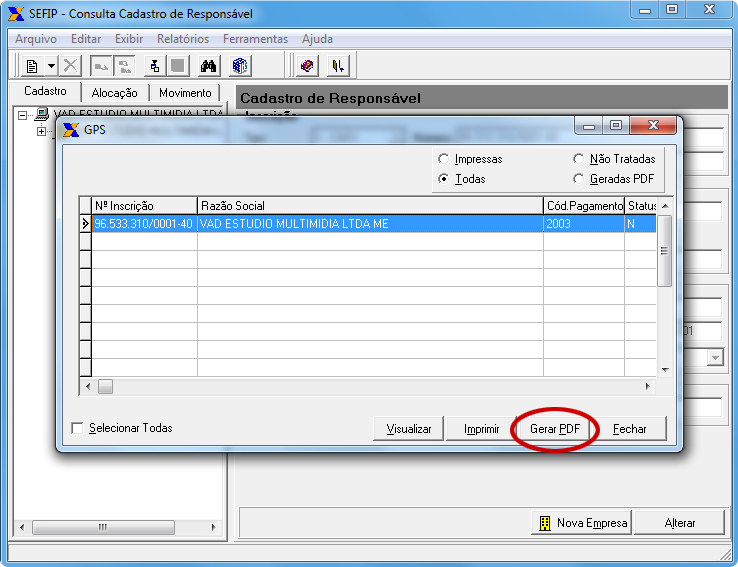 SEFIP - Consulta Cadastro de Responsável
Arquivo Editar Exibir Relatórios Ferramentas Ajuda
Cadastro Alocação Movimento
Cadastro de Responsável
VAD ESTUDIO MULTIMIDIA LTDA
Inscrição
GPS
Impressas Não Tratadas
Todas Geradas PDF
Nº Inscrição Razão Social Cód.Pagamento Status
96.533.310/0001-40 VAD ESTUDIO MULTIMIDIA LTDA ME 2003 N
01
Selecionar Todas Visualizar Imprimir Gerar PDF Fechar
Nova Empresa Alterar